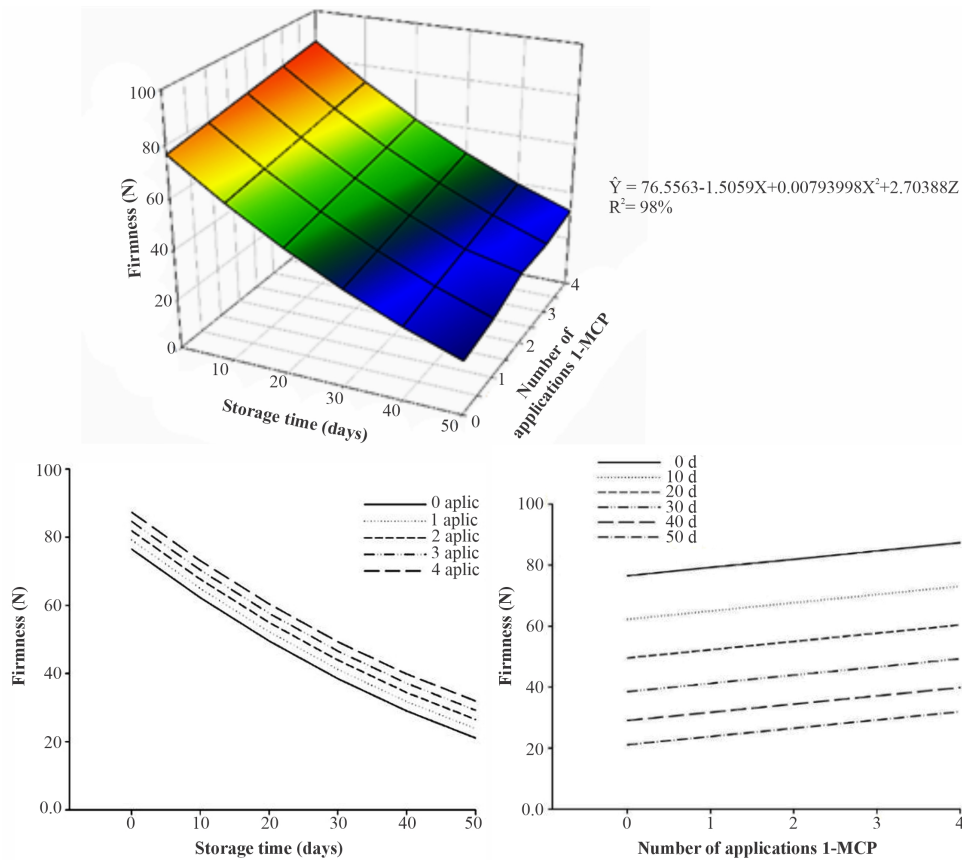 100
80
60
40
20
0
Firmness (N)
10
20
30
40
50
Storage time (days)
0
1
2
3
4
Number of
applications 1-MCP
Ŷ = 76.5563-1.5059X+0.00793998X²+2.70388Z
R²= 98%
100
80
60
40
20
0.0
Firmness (N)
0 aplic
1 aplic
2 aplic
3 aplic
4 aplic
0
10
20
30
40
50
Storage time (days)
0 d
10 d
20 d
30 d
40 d
50 d
100
80
60
40
20
0.0
Firmness (N)
0
1
2
3
4
Number of applications 1-MCP